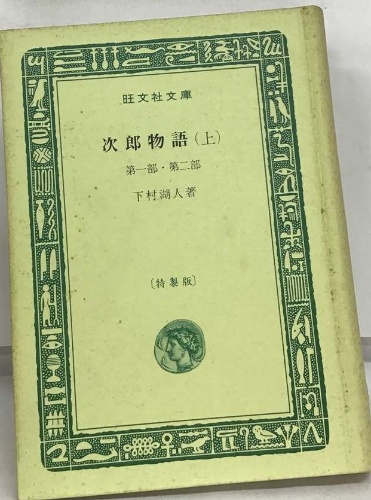 旺文社文庫
次郎物語(上)
第一部・第二部
下村湖人著
〔特製版〕